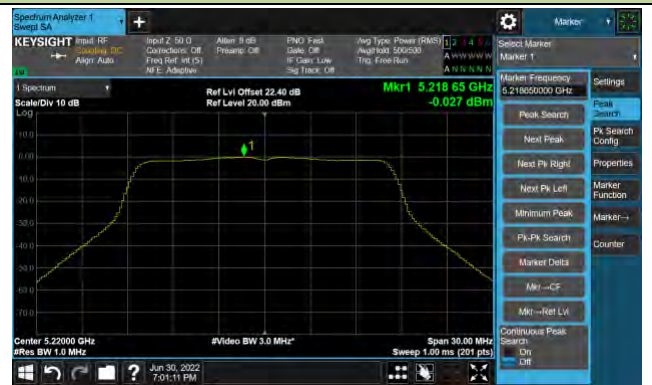 Spectrum Analyzer 1
Swept SA
Marker
KEYSIGHT Input: RF
Coupling: DC
Align: Auto
Input Z: 50 Ω
Corrections: Off
Freq Ref: Int (S)
NFE: Adaptive
Atten: 8 dB
Preamp: Off
PNO: Fast
Gate: Off
IF Gain: Low
Sig Track: Off
Avg Type: Power (RMS)
Avg|Hold: 500/500
Trig: Free Run
1 2 3 4 5 6
A W W W W W
A N N N N N
Select Marker
Marker 1
1 Spectrum
Scale/Div 10 dB
Log
Ref Lvl Offset 22.40 dB
Ref Level 20.00 dBm
Mkr1 5.218 65 GHz
-0.027 dBm
Marker Frequency
5.218650000 GHz
Settings
Peak Search
Peak Search
Next Peak
Pk Search Config
Next Pk Right
Properties
Next Pk Left
Marker Function
Minimum Peak
Marker→
Pk-Pk Search
Counter
Marker Delta
Mkr→CF
Mkr→Ref Lvl
Continuous Peak Search
On
Off
10.0
0.00
1
-10.0
-20.0
-30.0
-40.0
-50.0
-60.0
-70.0
Center 5.22000 GHz
#Res BW 1.0 MHz
#Video BW 3.0 MHz*
Span 30.00 MHz
Sweep 1.00 ms (201 pts)
?
Jun 30, 2022
7:01:11 PM